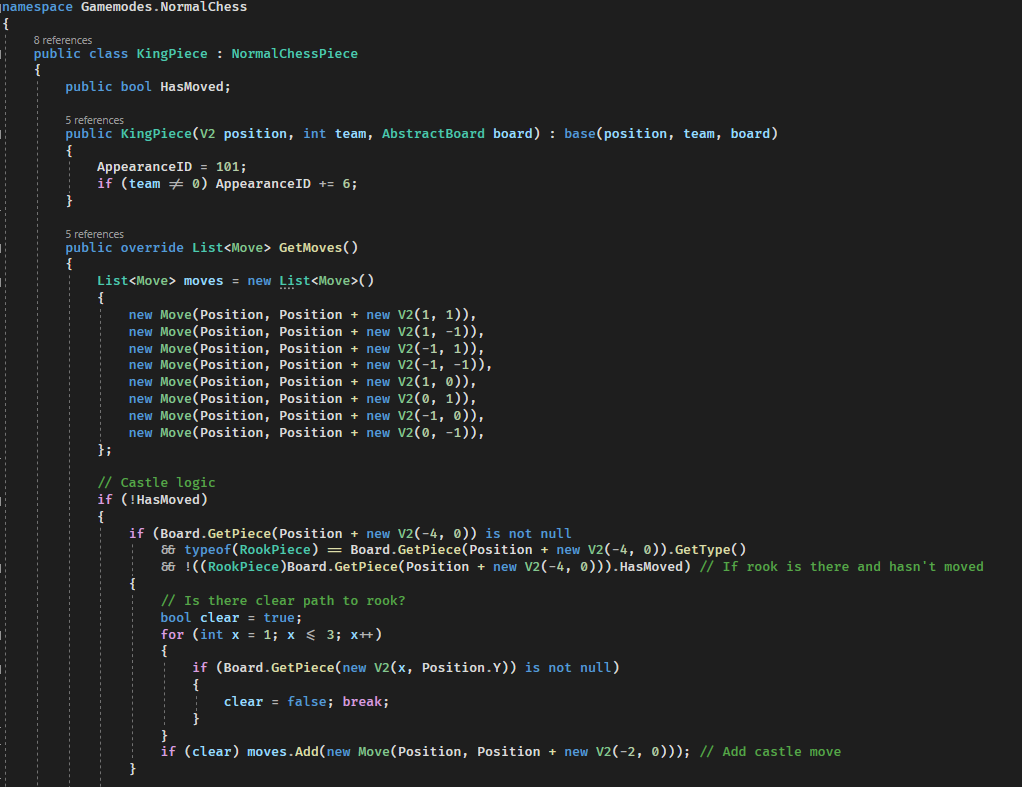 namespace Gamemodes.NormalChess
{
8 references
public class KingPiece : NormalChessPiece
{
public bool HasMoved;
5 references
public KingPiece(V2 position, int team, AbstractBoard board) : base(position, team, board)
{
AppearanceID = 101;
if (team ≠ 0) AppearanceID += 6;
}
5 references
public override List<Move> GetMoves()
{
List<Move> moves = new List<Move>()
{
new Move(Position, Position + new V2(1, 1)),
new Move(Position, Position + new V2(1, -1)),
new Move(Position, Position + new V2(-1, 1)),
new Move(Position, Position + new V2(-1, -1)),
new Move(Position, Position + new V2(1, 0)),
new Move(Position, Position + new V2(0, 1)),
new Move(Position, Position + new V2(-1, 0)),
new Move(Position, Position + new V2(0, -1)),
};
// Castle logic
if (!HasMoved)
{
if (Board.GetPiece(Position + new V2(-4, 0)) is not null
&& typeof(RookPiece) == Board.GetPiece(Position + new V2(-4, 0)).GetType()
&& !((RookPiece)Board.GetPiece(Position + new V2(-4, 0))).HasMoved) // If rook is there and hasn't moved
{
// Is there clear path to rook?
bool clear = true;
for (int x = 1; x ≤ 3; x++)
{
if (Board.GetPiece(new V2(x, Position.Y)) is not null)
{
clear = false; break;
}
}
if (clear) moves.Add(new Move(Position, Position + new V2(-2, 0))); // Add castle move
}